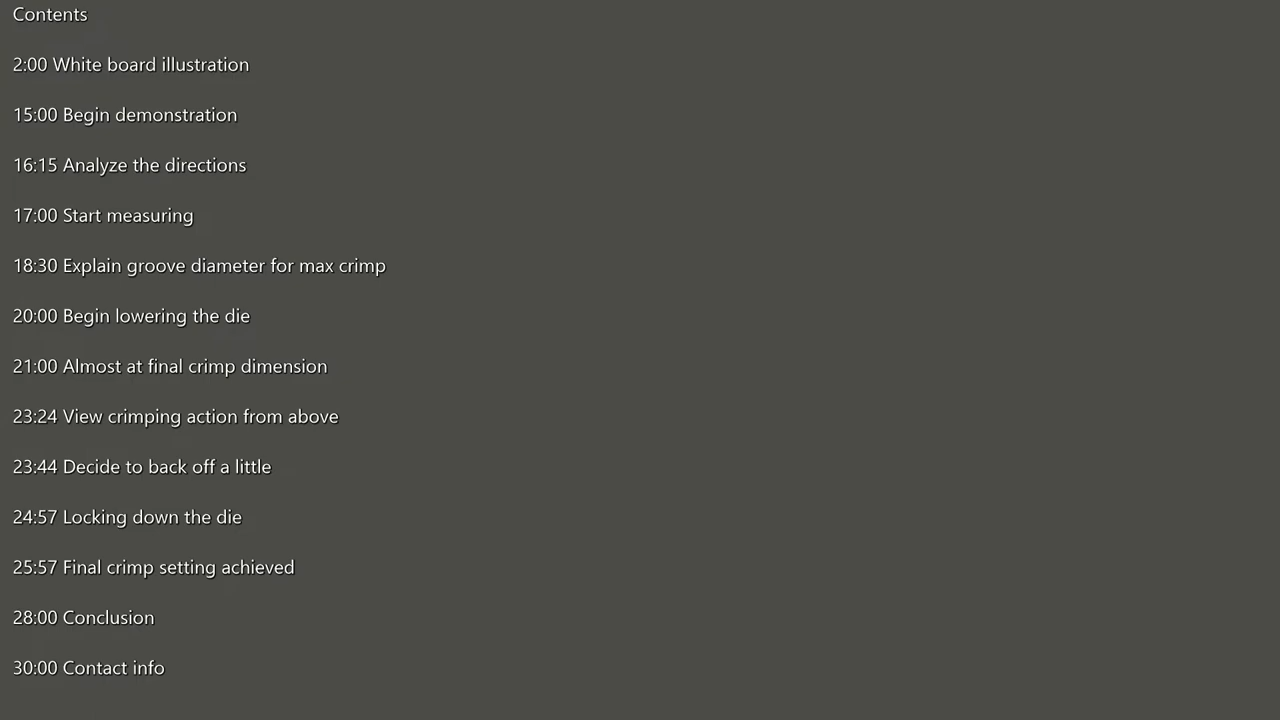 Contents
2:00 White board illustration
15:00 Begin demonstration
16:15 Analyze the directions
17:00 Start measuring
18:30 Explain groove diameter for max crimp
20:00 Begin lowering the die
21:00 Almost at final crimp dimension
23:24 View crimping action from above
23:44 Decide to back off a little
24:57 Locking down the die
25:57 Final crimp setting achieved
28:00 Conclusion
30:00 Contact info